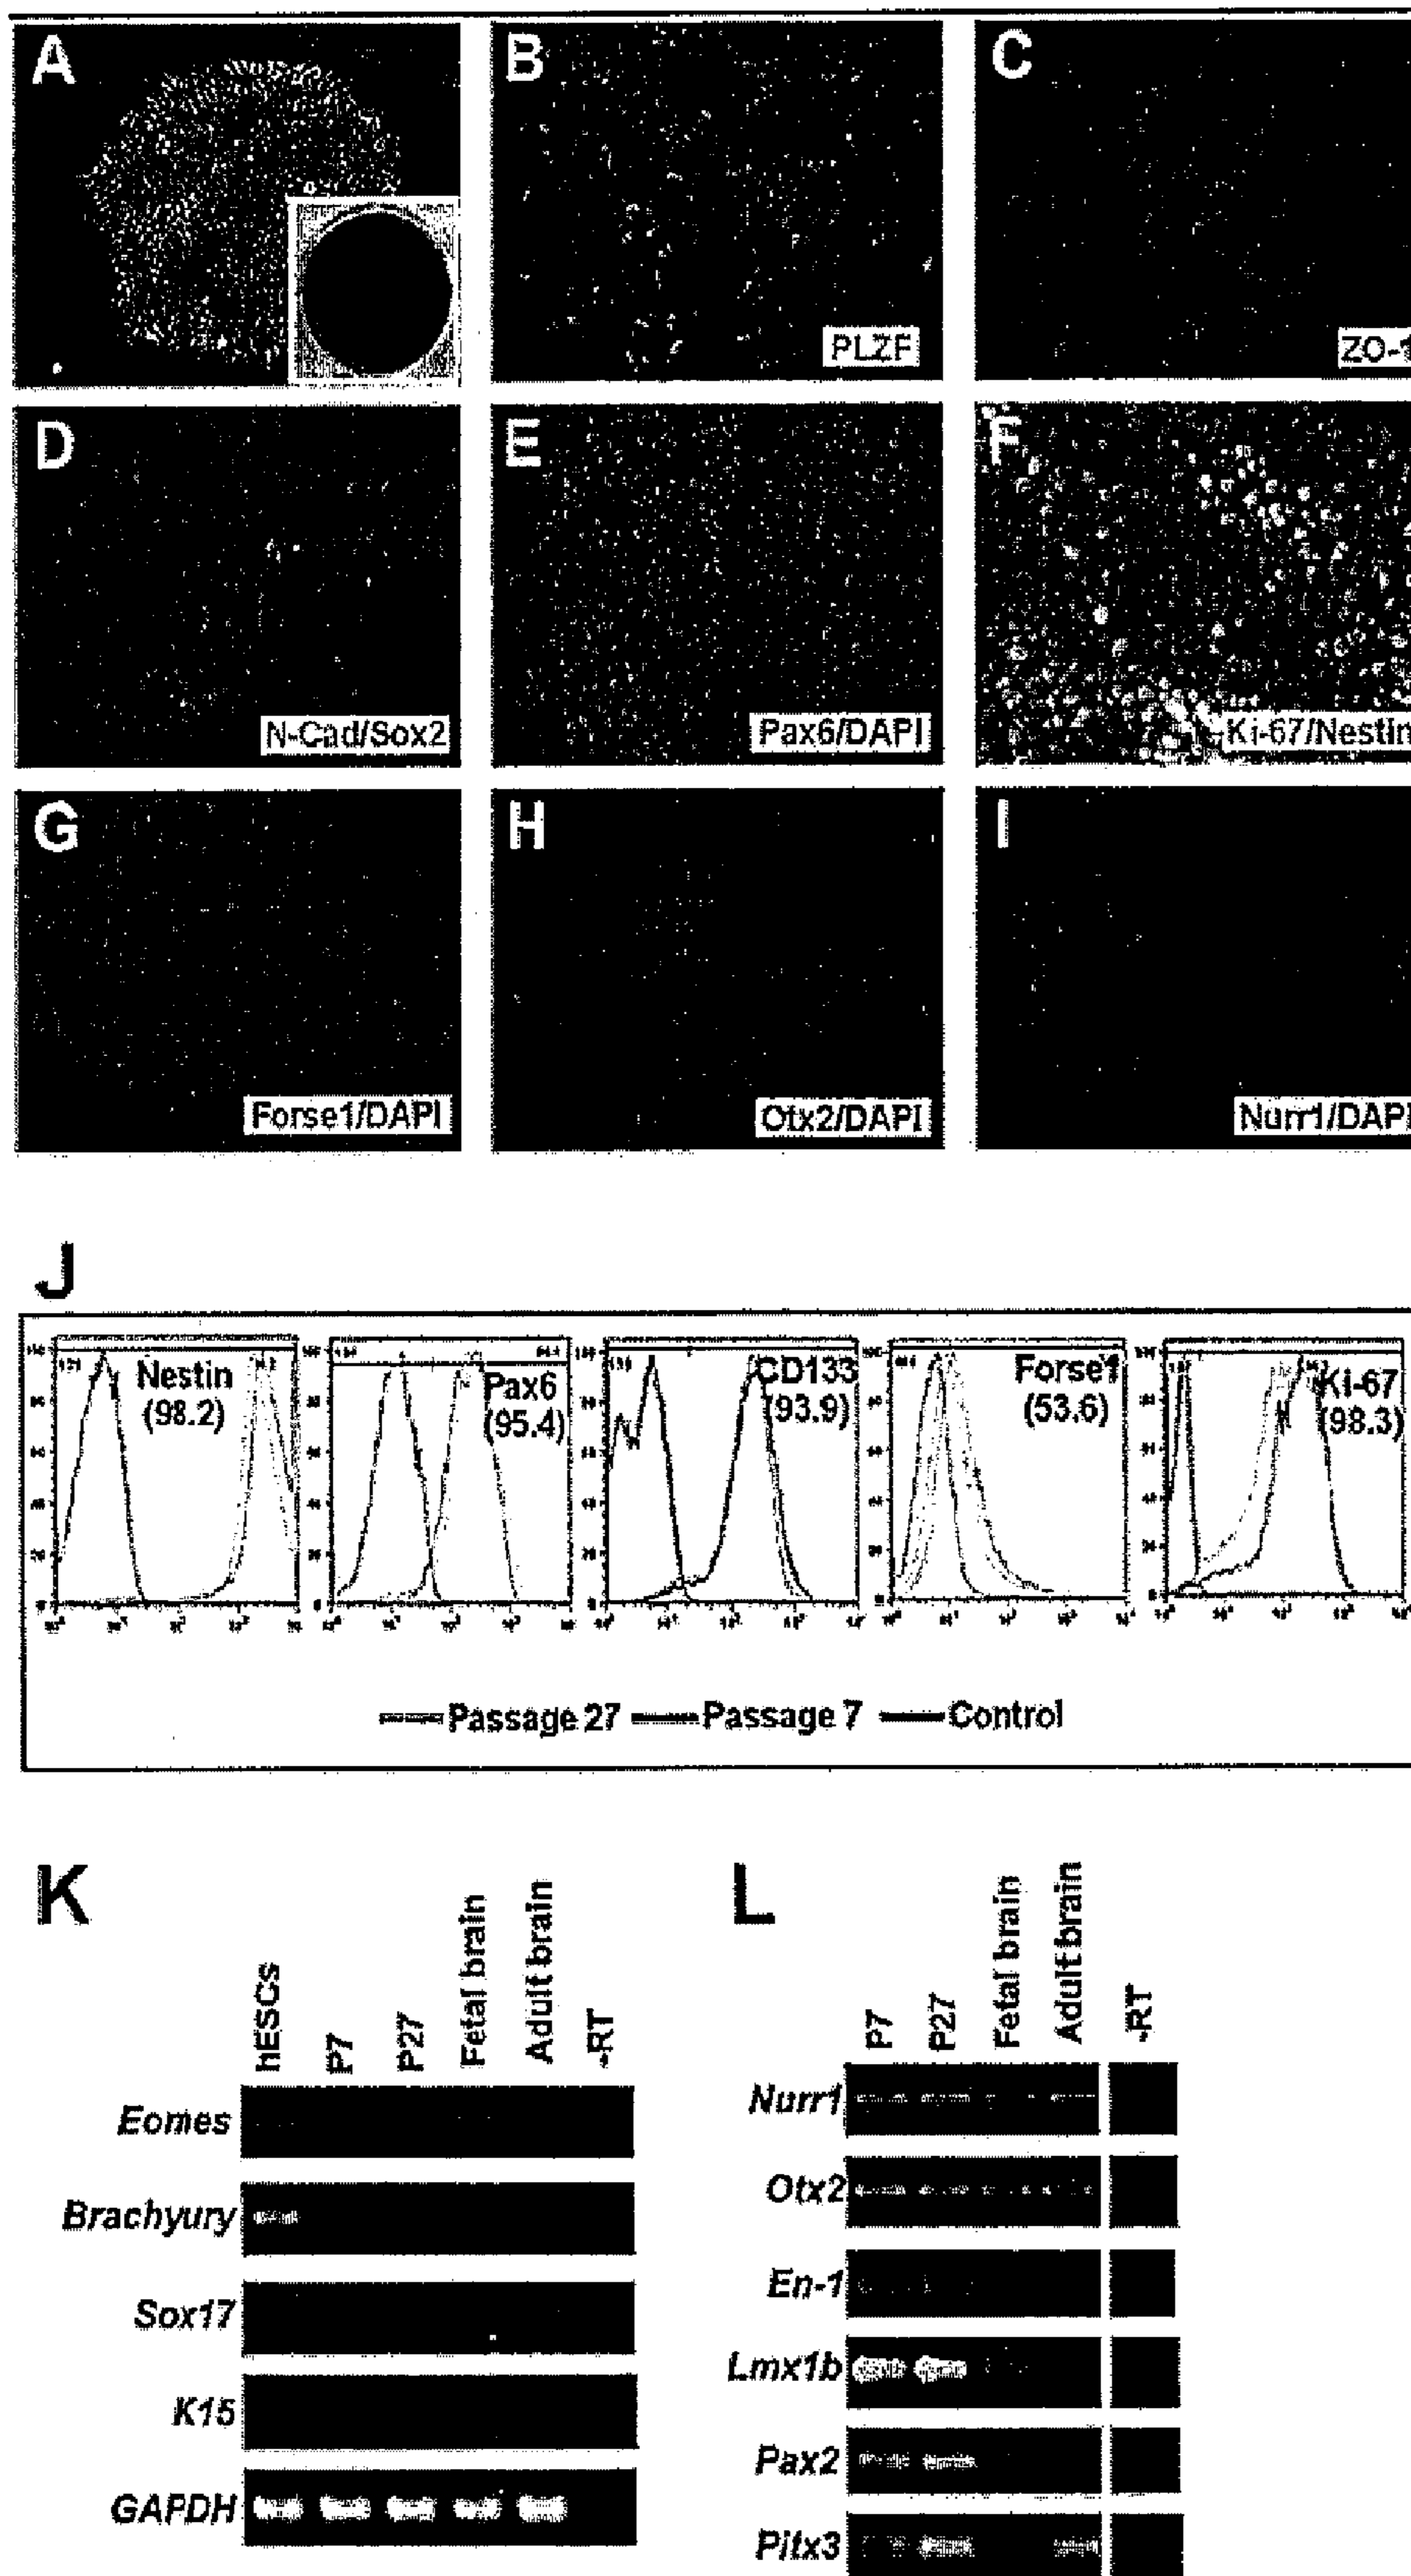 A
B
C
PLZF
ZO-1
D
E
F
N-Cad/Sox2
Pax6/DAPI
Ki-67/Nestin
G
H
I
Forse1/DAPI
Otx2/DAPI
Nurr1/DAPI
J
Nestin
(98.2)
Pax6
(95.4)
CD133
(93.9)
Forse1
(53.6)
Ki-67
(98.3)
Passage 27
Passage 7
Control
K
hESCs
P7
P27
Fetal brain
Adult brain
-RT
Eomes
Brachyury
Sox17
K15
GAPDH
L
P7
P27
Fetal brain
Adult brain
-RT
Nurr1
Otx2
En-1
Lmx1b
Pax2
Pitx3